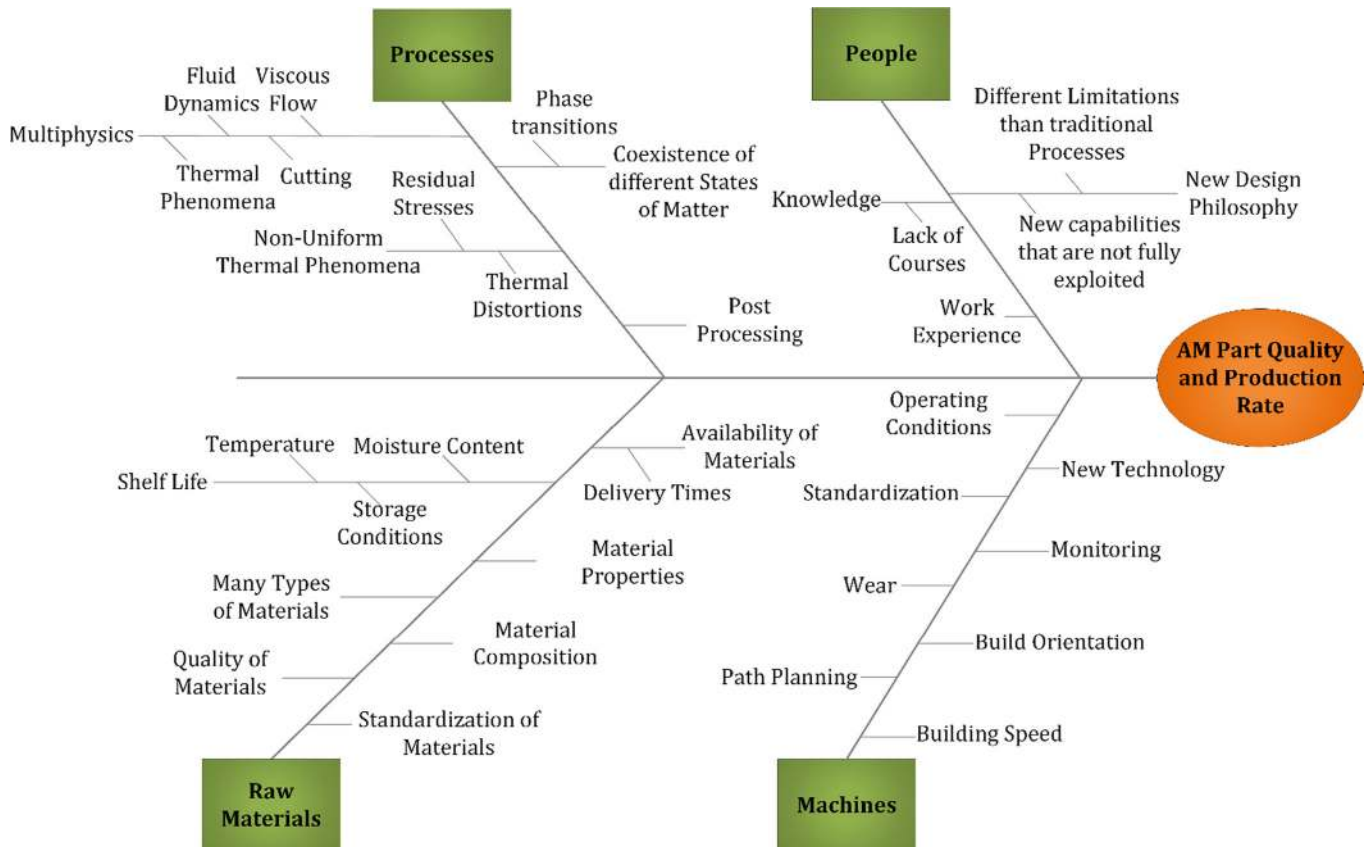 Processes
People
Fluid
Dynamics
Viscous
Flow
Multiphysics
Thermal
Phenomena
Cutting
Phase
transitions
Coexistence of
different States
of Matter
Residual
Stresses
Non-Uniform
Thermal Phenomena
Thermal
Distortions
Post
Processing
Different Limitations
than traditional
Processes
Knowledge
New Design
Philosophy
Lack of
Courses
New capabilities
that are not fully
exploited
Work
Experience
AM Part Quality
and Production
Rate
Temperature
Moisture Content
Shelf Life
Storage
Conditions
Availability of
Materials
Delivery Times
Material
Properties
Many Types
of Materials
Material
Composition
Quality of
Materials
Standardization of
Materials
Raw
Materials
Operating
Conditions
New Technology
Standardization
Monitoring
Wear
Build Orientation
Path Planning
Building Speed
Machines